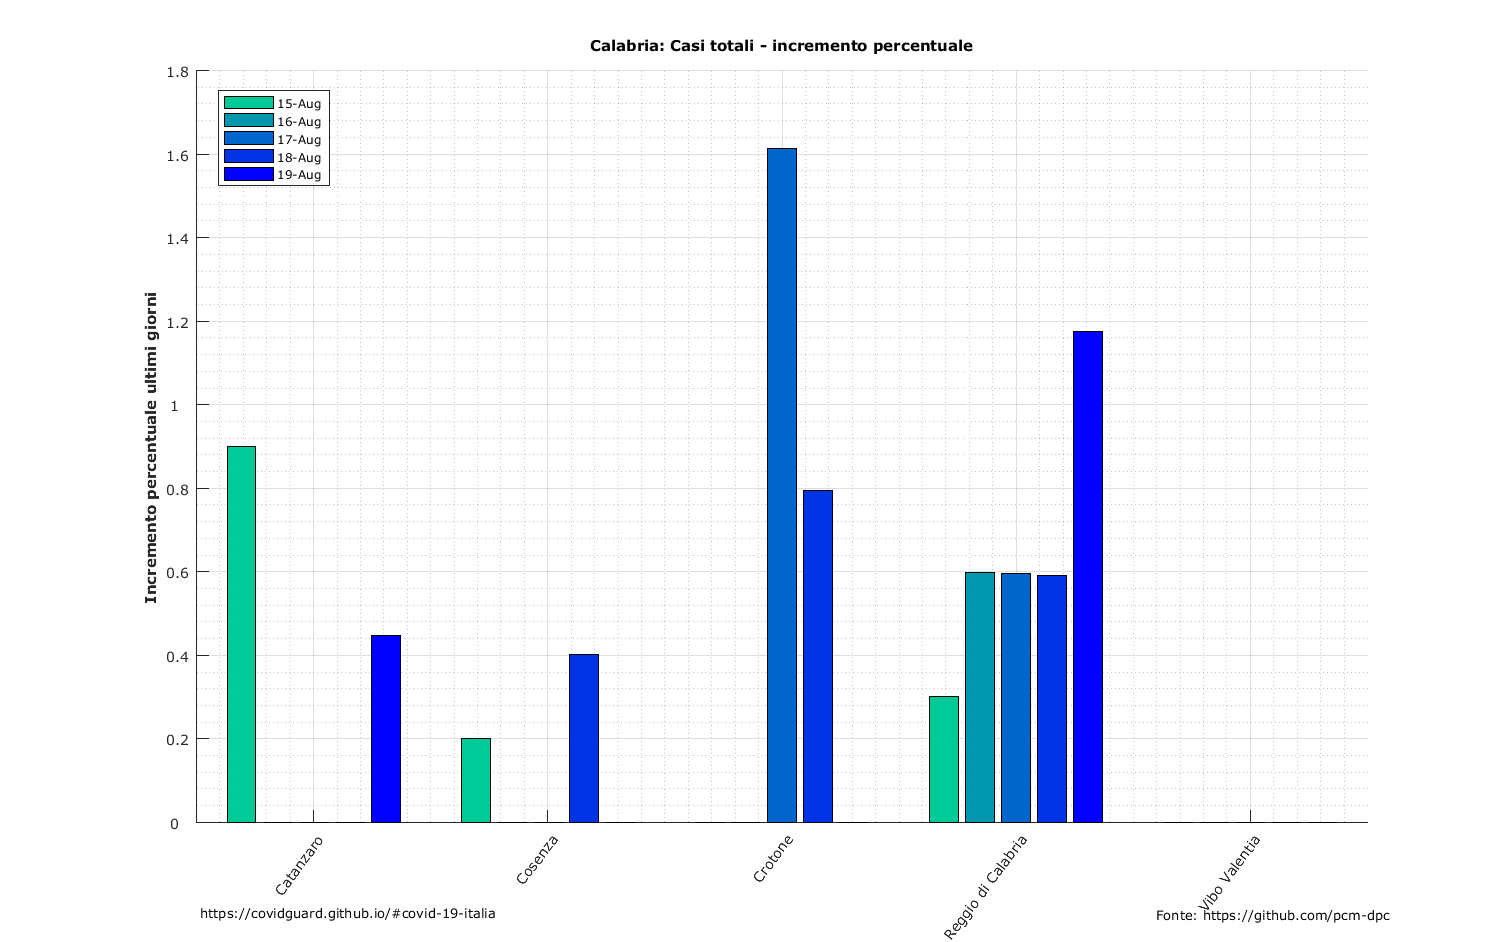 Calabria: Casi totali - incremento percentuale
1.8
1.6
1.4
1.2
1
0.8
0.6
0.4
0.2
0
Incremento percentuale ultimi giorni
15-Aug
16-Aug
17-Aug
18-Aug
19-Aug
Catanzaro
Cosenza
Crotone
Reggio di Calabria
Vibo Valentia
https://covidguard.github.io/#covid-19-italia
Fonte: https://github.com/pcm-dpc